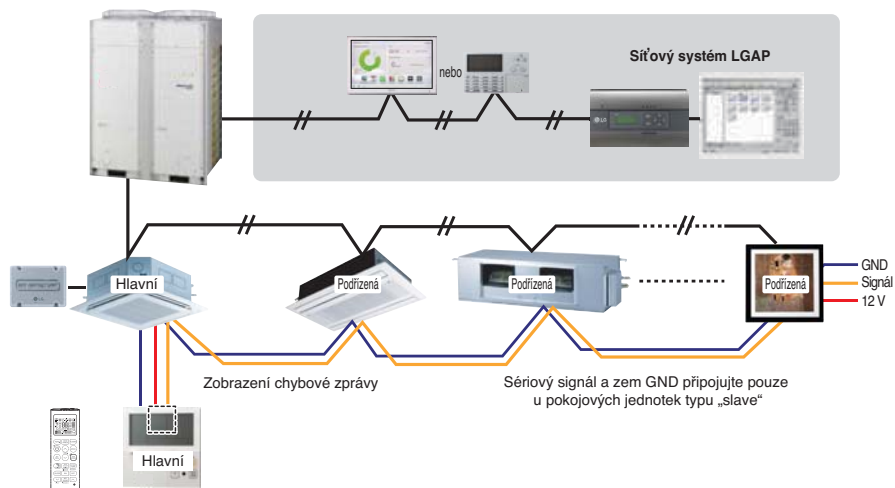 Síťový systém LGAP
nebo
LG
Hlavní
Podřízená
Podřízená
Podřízená
GND
Signál
12 V
Zobrazení chybové zprávy
Sériový signál a zem GND připojujte pouze
u pokojových jednotek typu „slave“
Hlavní